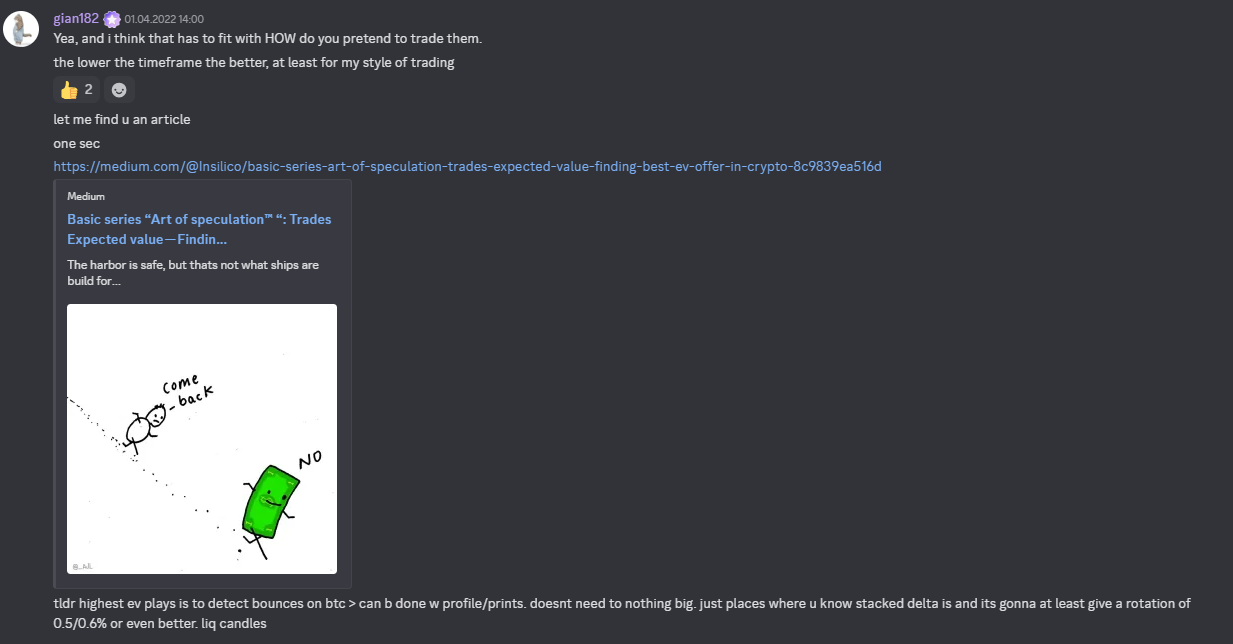 gian182 01.04.2022 14:00
Yea, and i think that has to fit with HOW do you pretend to trade them.
the lower the timeframe the better, at least for my style of trading
2
let me find u an article
one sec
https://medium.com/@Insilico/basic-series-art-of-speculation-trades-expected-value-finding-best-ev-offer-in-crypto-8c9839ea516d
Medium
Basic series “Art of speculation™ “: Trades
Expected value—Findin...
The harbor is safe, but thats not what ships are
build for...
come
-back
NO
tldr highest ev plays is to detect bounces on btc > can b done w profile/prints. doesnt need to nothing big. just places where u know stacked delta is and its gonna at least give a rotation of
0.5/0.6% or even better. liq candles